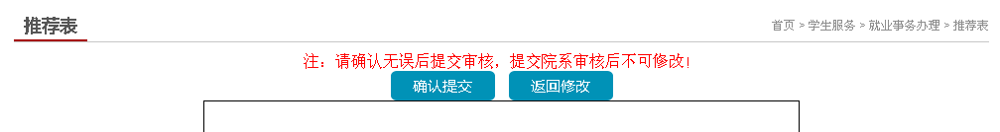 推荐表
首页 > 学生服务 > 就业事务办理 > 推荐表
注：请确认无误后提交审核，提交院系审核后不可修改!
确认提交 返回修改